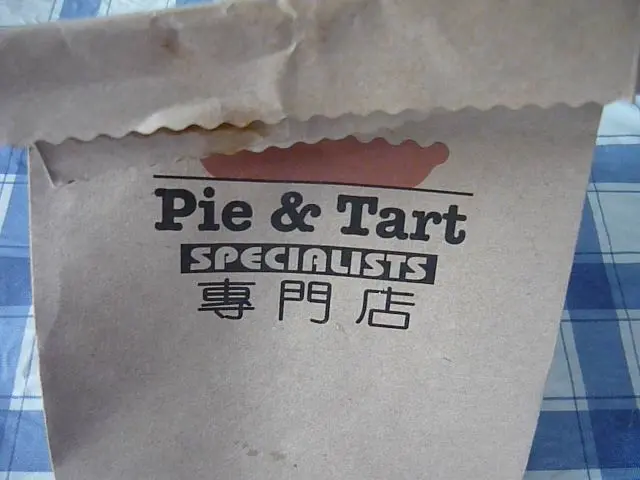 Pie & Tart
SPECIALISTS
專門店